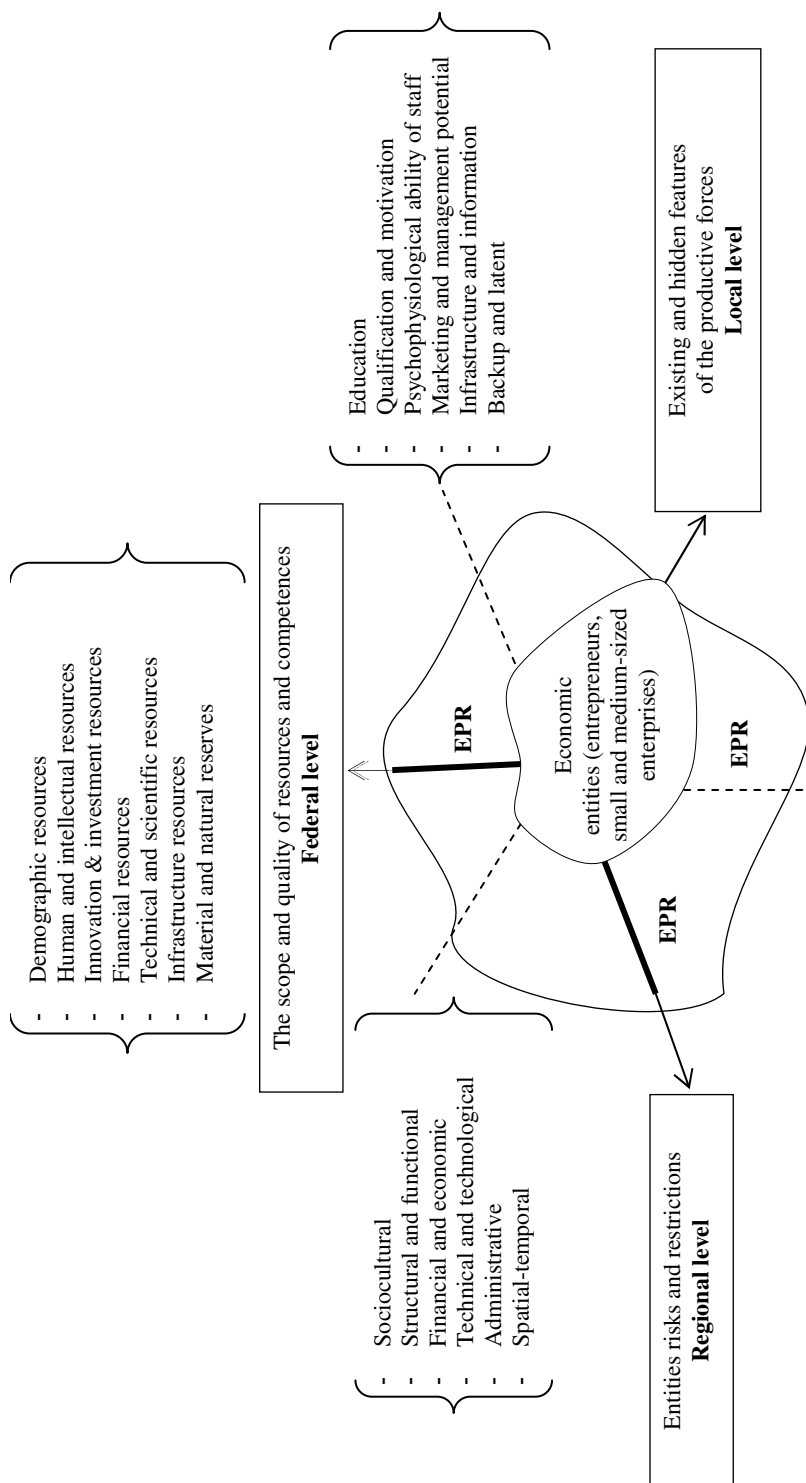 - Demographic resources
- Human and intellectual resources
- Innovation & investment resources
- Financial resources
- Technical and scientific resources
- Infrastructure resources
- Material and natural reserves
The scope and quality of resources and competences
Federal level
- Sociocultural
- Structural and functional
- Financial and economic
- Technical and technological
- Administrative
- Spatial-temporal
- Education
- Qualification and motivation
- Psychophysiological ability of staff
- Marketing and management potential
- Infrastructure and information
- Backup and latent
EPR
Economic
entities (entrepreneurs,
small and medium-sized
enterprises)
EPR
EPR
Entities risks and restrictions
Regional level
Existing and hidden features
of the productive forces
Local level